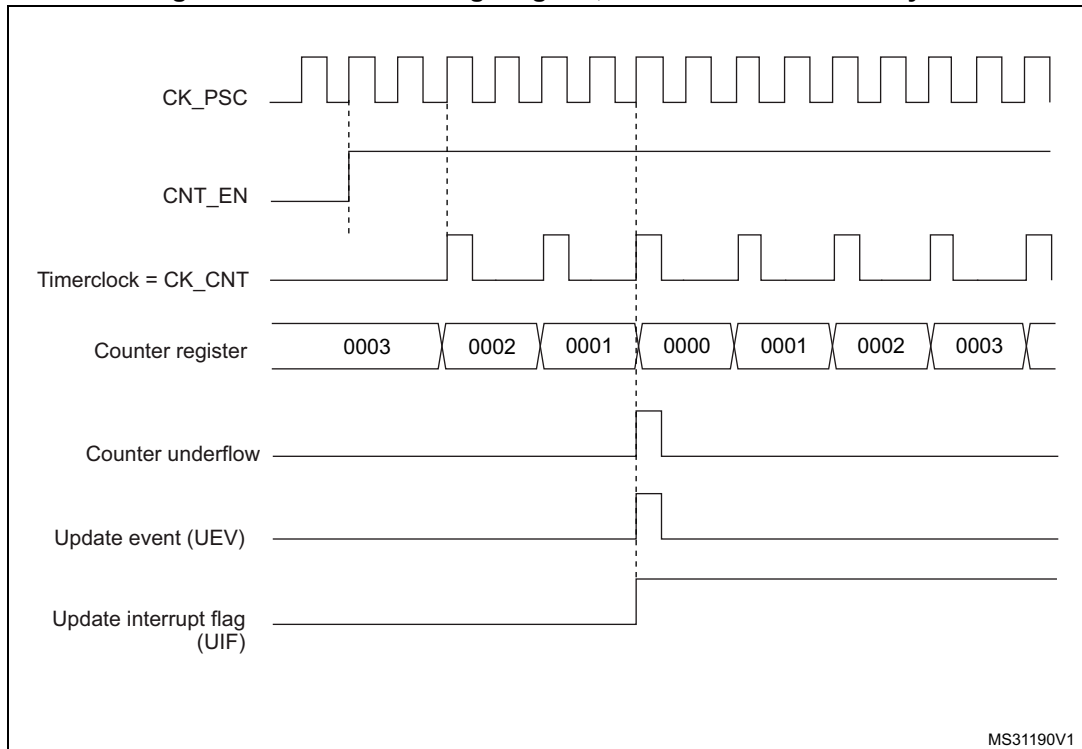 CK_PSC
CNT_EN
Timerclock = CK_CNT
Counter register
0003 0002 0001 0000 0001 0002 0003
Counter underflow
Update event (UEV)
Update interrupt flag
(UIF)
MS31190V1